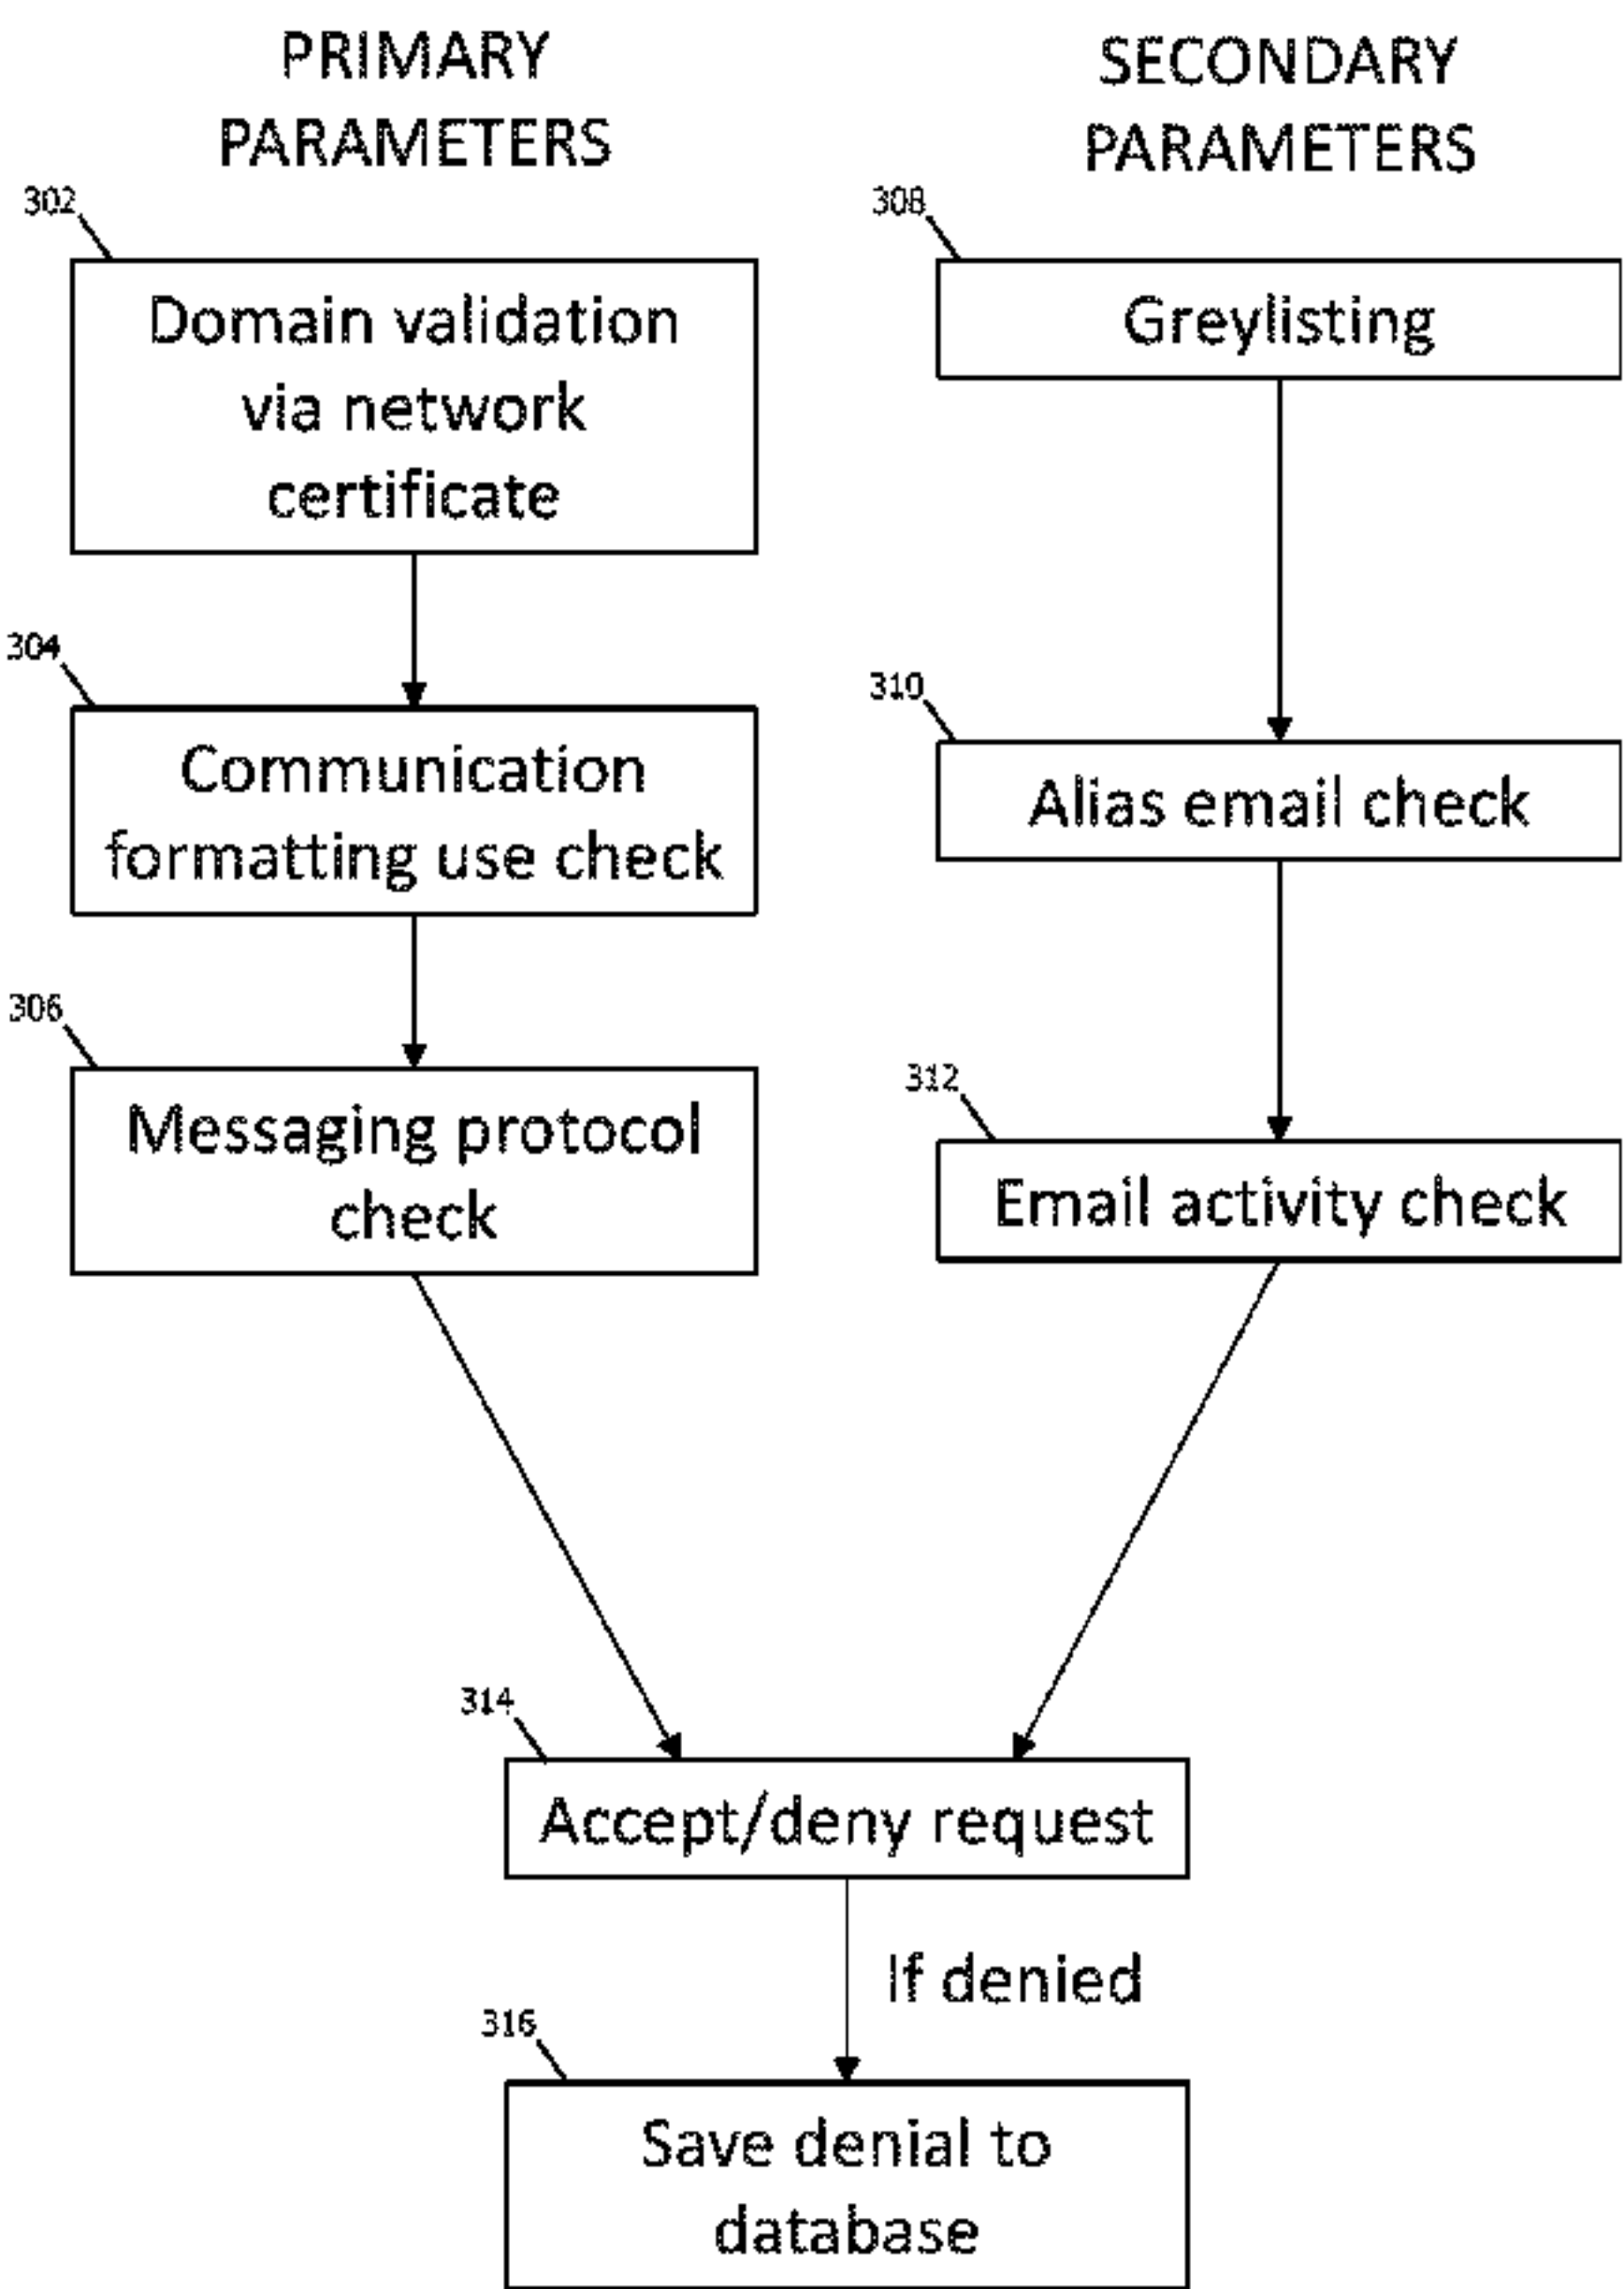 PRIMARY
PARAMETERS
302
Domain validation
via network
certificate
304
Communication
formatting use check
306
Messaging protocol
check
SECONDARY
PARAMETERS
308
Greylisting
310
Alias email check
312
Email activity check
314
Accept/deny request
If denied
316
Save denial to
database